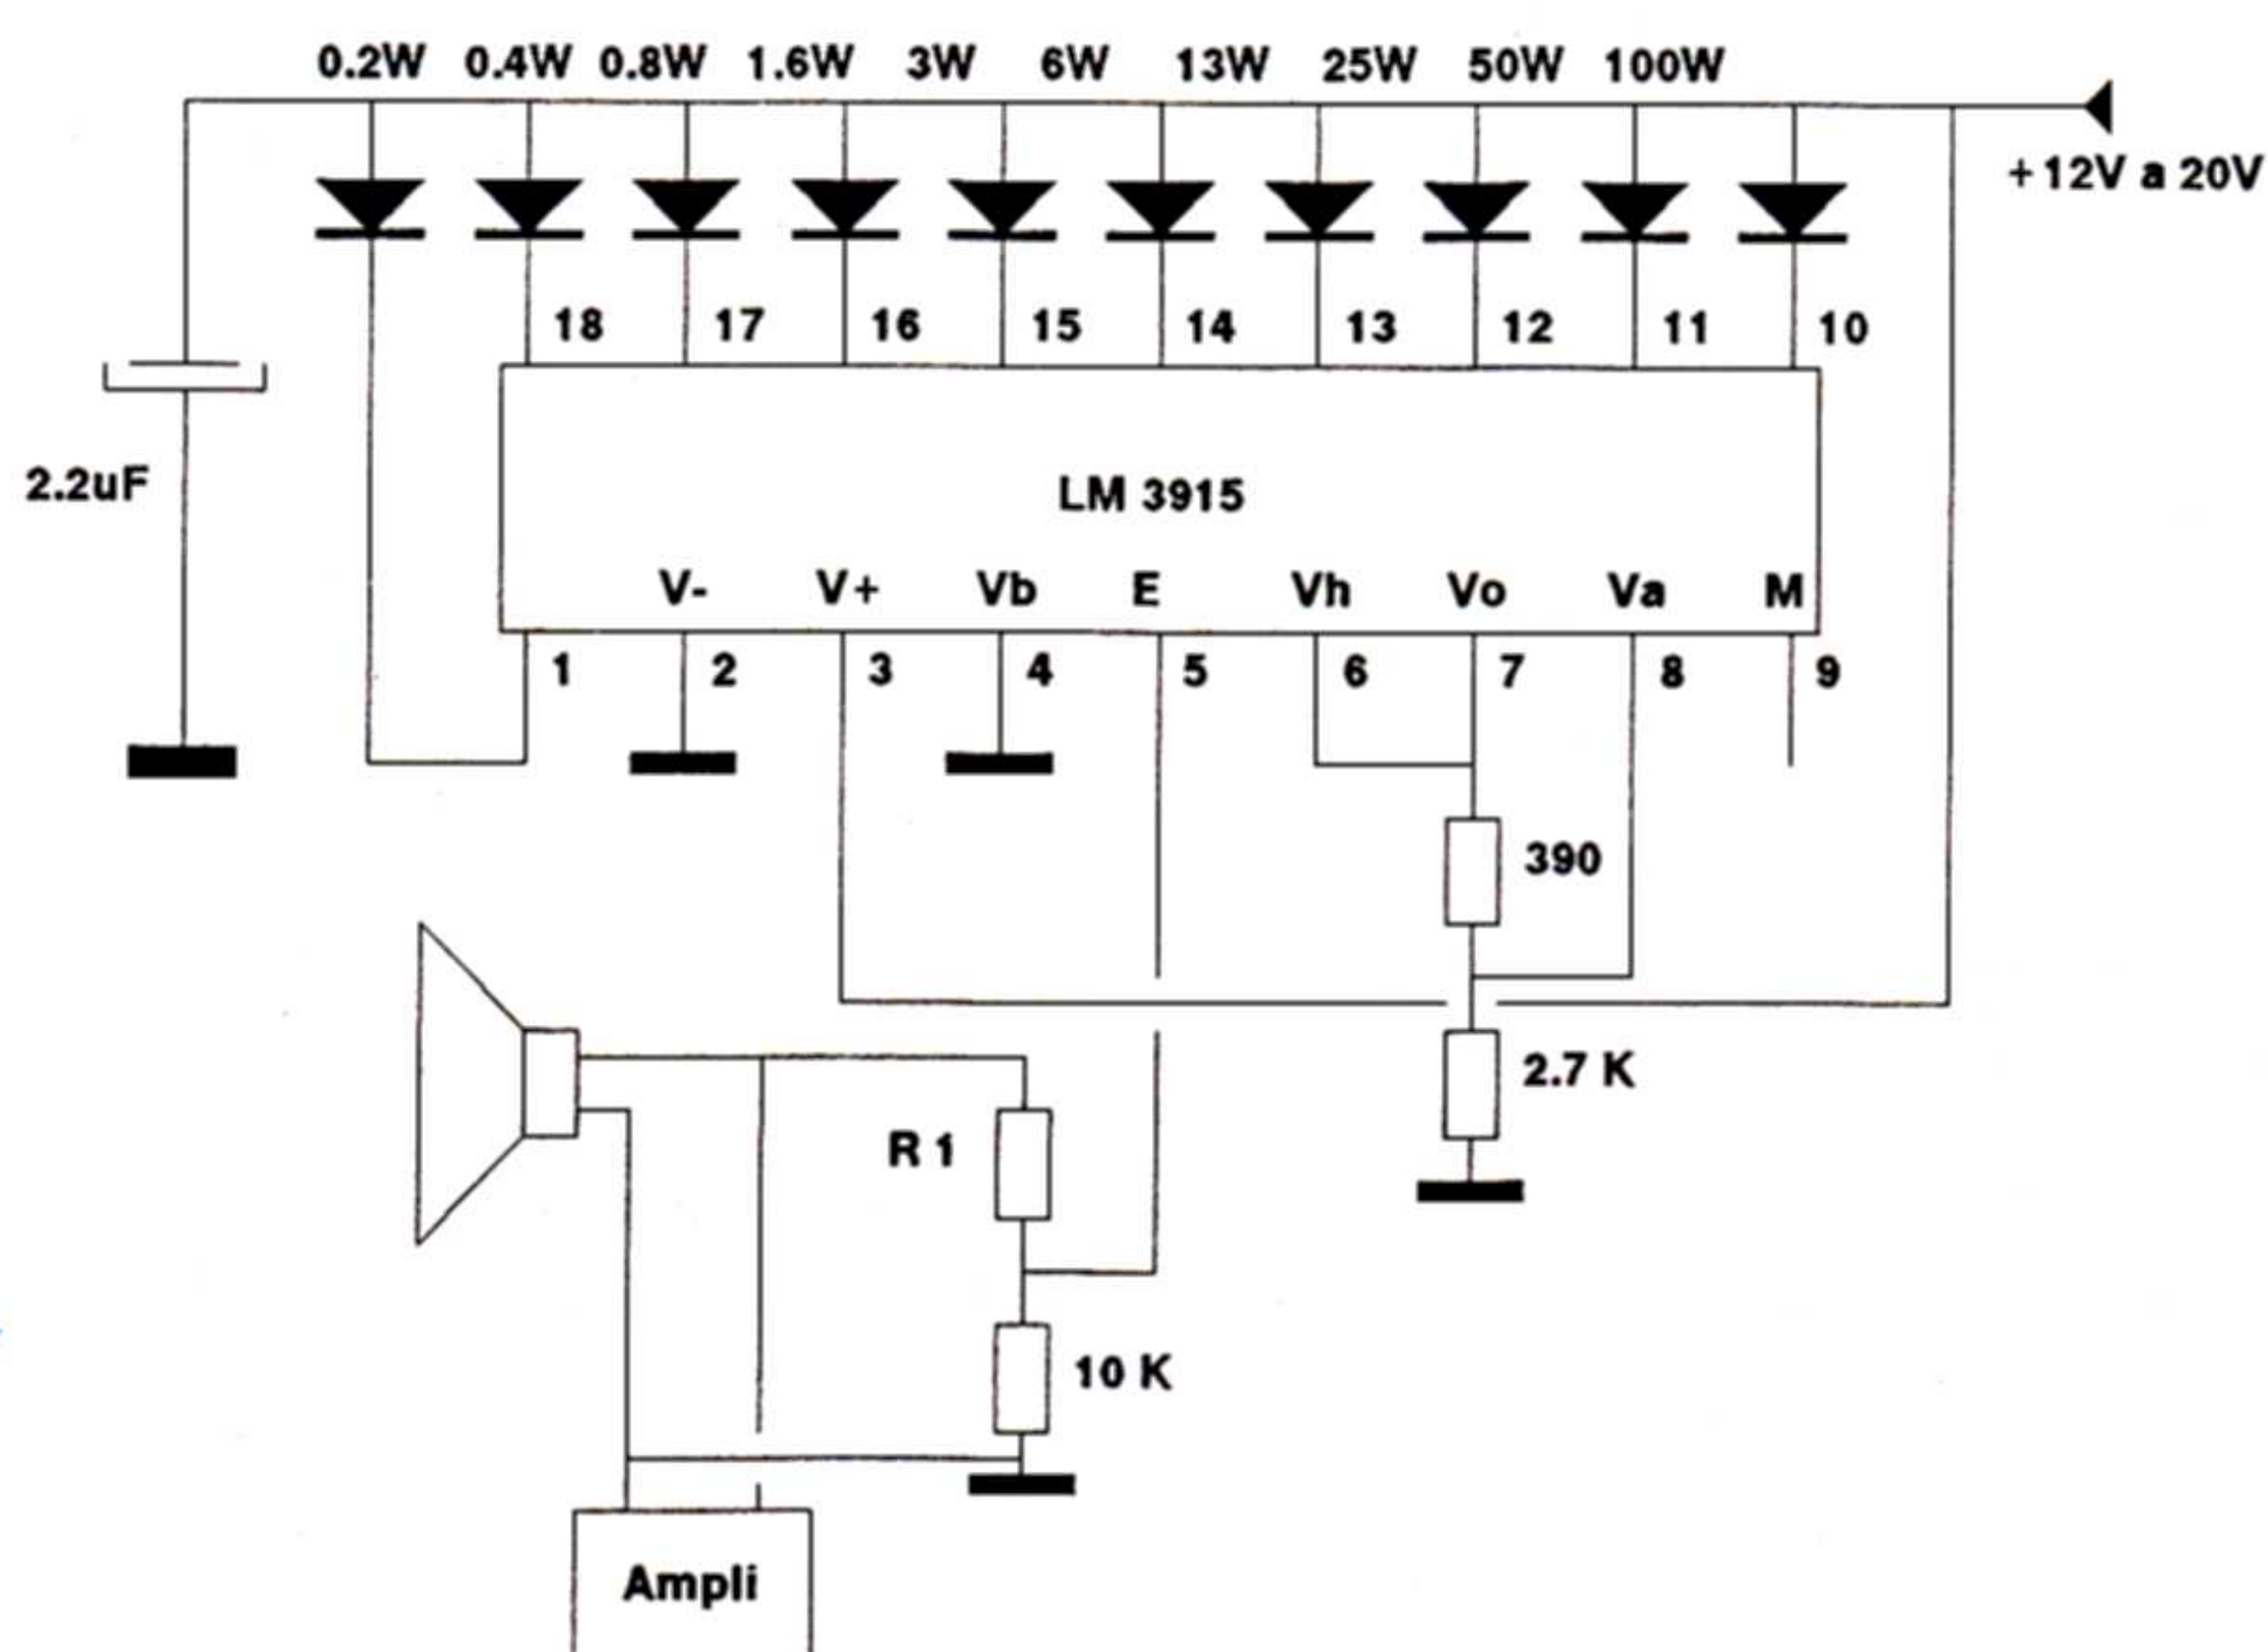 0.2W 0.4W 0.8W 1.6W 3W 6W 13W 25W 50W 100W
+12V a 20V
18 17 16 15 14 13 12 11 10
2.2uF
LM 3915
V- V+ Vb E Vh Vo Va M
1 2 3 4 5 6 7 8 9
390
2.7 K
R 1
10 K
Ampli